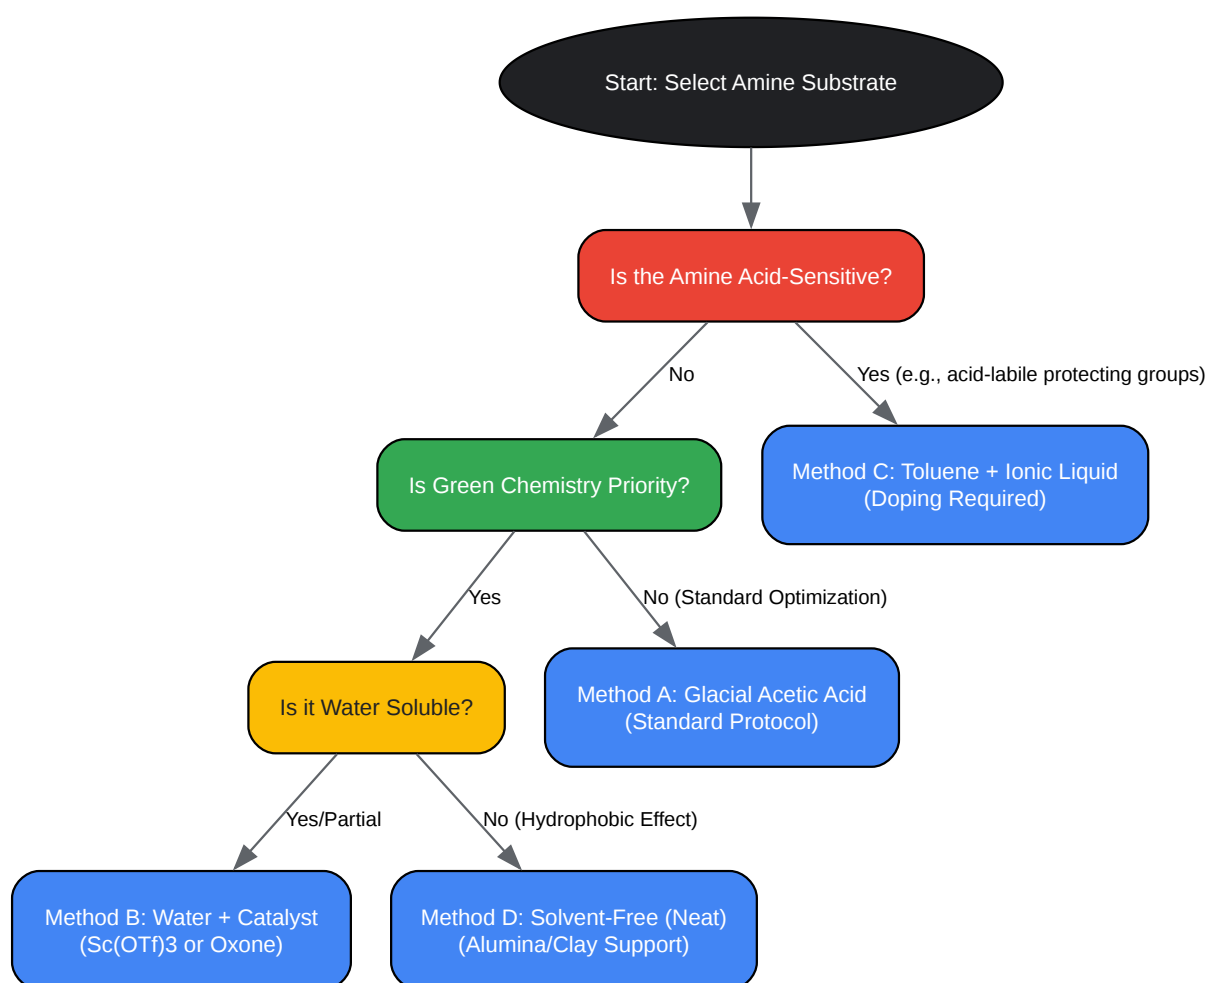 Start: Select Amine Substrate
Is the Amine Acid-Sensitive?
No
Yes (e.g., acid-labile protecting groups)
Is Green Chemistry Priority?
Method C: Toluene + Ionic Liquid
(Doping Required)
Yes
No (Standard Optimization)
Is it Water Soluble?
Method A: Glacial Acetic Acid
(Standard Protocol)
Yes/Partial
No (Hydrophobic Effect)
Method B: Water + Catalyst
(Sc(OTf)3 or Oxone)
Method D: Solvent-Free (Neat)
(Alumina/Clay Support)